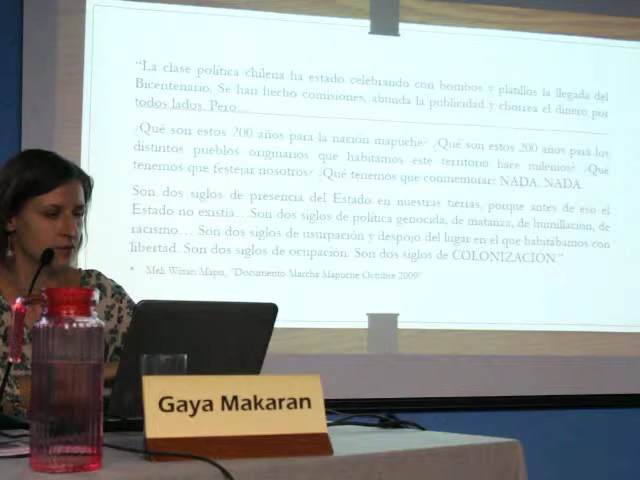 “La clase política chilena ha estado celebrando con bombos y platillos la llegada del
Bicentenario. Se han hecho comisiones, abunda la publicidad y chorrea el dinero por
todos lados. Pero…
¿Qué son estos 200 años para la nación mapuche? ¿Qué son estos 200 años para los
distintos pueblos originarios que habitamos este territorio hace milenios? ¿Que
tenemos que festejar nosotros? ¿Qué tenemos que conmemorar? NADA. NADA.
Son dos siglos de presencia del Estado en nuestras tierras, porque antes de eso el
Estado no existía…Son dos siglos de política genocida, de matanza, de humillación, de
racismo… Son dos siglos de usurpación y despojo del lugar en el que habitábamos con
libertad. Son dos siglos de ocupación. Son dos siglos de COLONIZACIÓN.”
* Meli Wixan Mapu, “Documento Marcha Mapuche Octubre 2009”
Gaya Makaran